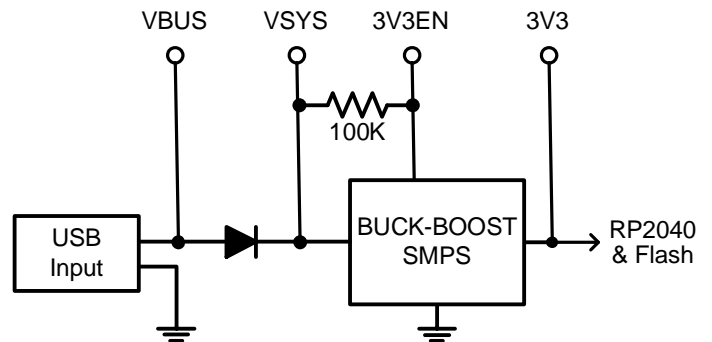 VBUS
VSYS
3V3EN
3V3
100K
USB
Input
BUCK-BOOST
SMPS
RP2040
& Flash